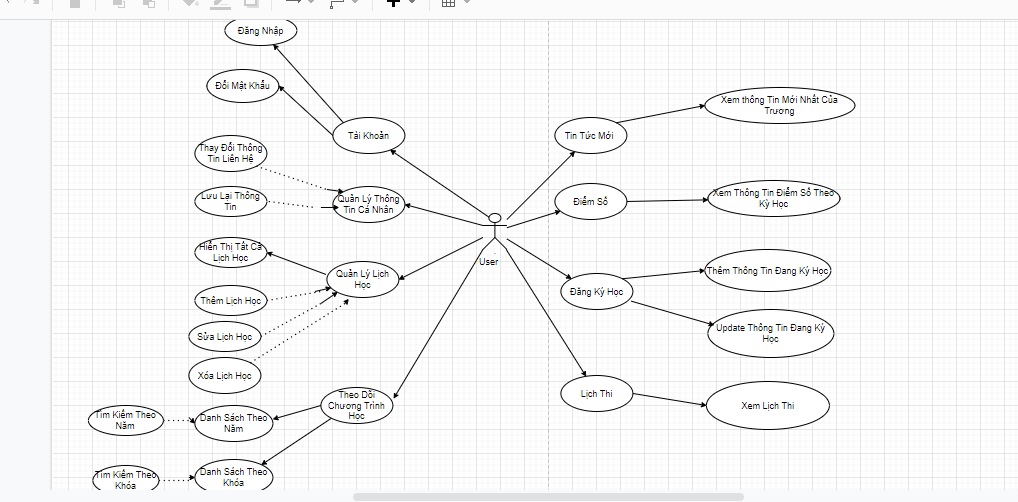 Đăng Nhập
Đổi Mật Khẩu
Tài Khoản
Thay Đổi Thông
Tin Liên Hệ
Lưu Lại Thông
Tin
Quản Lý Thông
Tin Cá Nhân
Hiển Thị Tất Cả
Lịch Học
Quản Lý Lịch
Học
Thêm Lịch Học
Sửa Lịch Học
Xóa Lịch Học
Theo Dõi
Chương Trình
Học
Tìm Kiếm Theo
Năm
Danh Sách Theo
Năm
Tìm Kiếm Theo
Khóa
Danh Sách Theo
Khóa
User
Tin Tức Mới
Xem thông Tin Mới Nhất Của
Trương
Điểm Số
Xem Thông Tin Điểm Số Theo
Kỳ Học
Đăng Ký Học
Thêm Thông Tin Đang Ký Học
Update Thông Tin Đang Ký
Học
Lịch Thi
Xem Lịch Thi